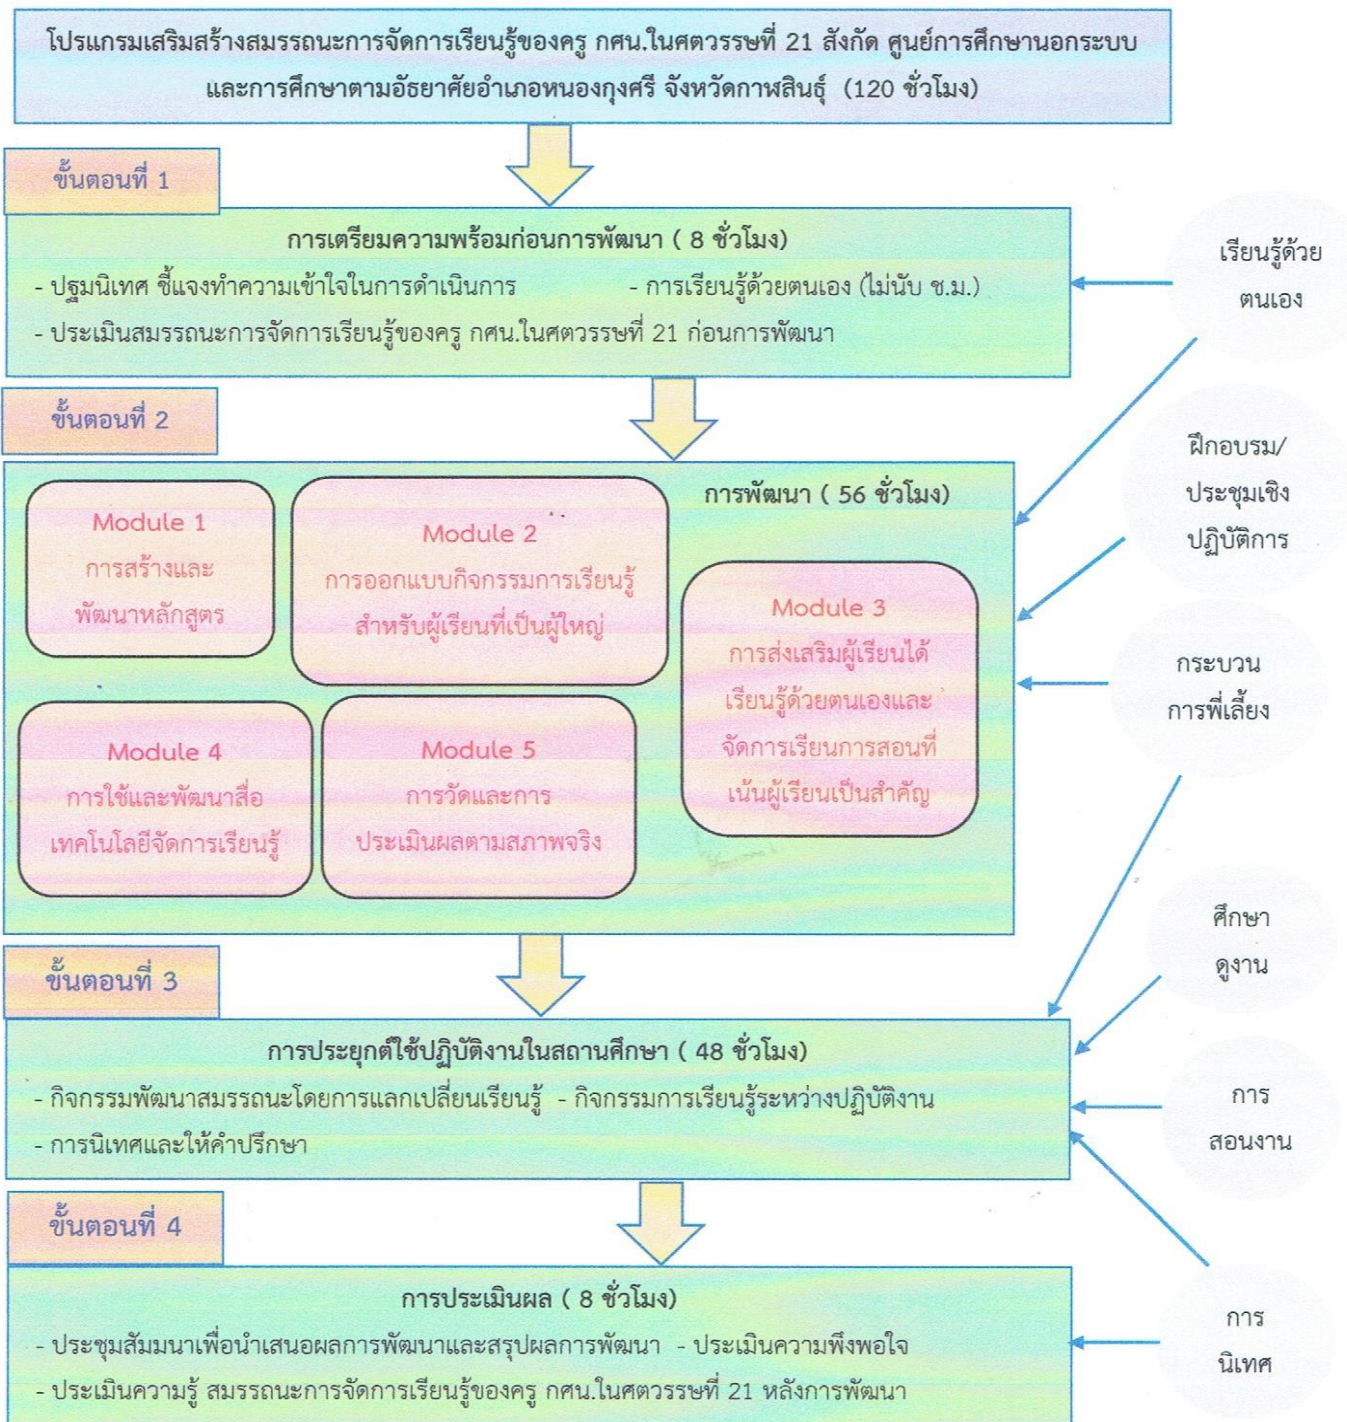 โปรแกรมเสริมสร้างสมรรถนะการจัดการเรียนรู้ของครู กศน.ในศตวรรษที่ 21 สังกัด ศูนย์การศึกษานอกระบบ
และการศึกษาตามอัธยาศัยอำเภอหนองกุงศรี จังหวัดกาฬสินธุ์ (120 ชั่วโมง)
ขั้นตอนที่ 1
การเตรียมความพร้อมก่อนการพัฒนา ( 8 ชั่วโมง)
- ปฐมนิเทศ ชี้แจงทำความเข้าใจในการดำเนินการ - การเรียนรู้ด้วยตนเอง (ไม่นับ ช.ม.)
- ประเมินสมรรถนะการจัดการเรียนรู้ของครู กศน.ในศตวรรษที่ 21 ก่อนการพัฒนา
เรียนรู้ด้วย
ตนเอง
ขั้นตอนที่ 2
การพัฒนา ( 56 ชั่วโมง)
Module 1
การสร้างและ
พัฒนาหลักสูตร
Module 2
การออกแบบกิจกรรมการเรียนรู้
สำหรับผู้เรียนที่เป็นผู้ใหญ่
Module 3
การส่งเสริมผู้เรียนได้
เรียนรู้ด้วยตนเองและ
จัดการเรียนการสอนที่
เน้นผู้เรียนเป็นสำคัญ
Module 4
การใช้และพัฒนาสื่อ
เทคโนโลยีจัดการเรียนรู้
Module 5
การวัดและการ
ประเมินผลตามสภาพจริง
ฝึกอบรม/
ประชุมเชิง
ปฏิบัติการ
กระบวน
การพี่เลี้ยง
ขั้นตอนที่ 3
การประยุกต์ใช้ปฏิบัติงานในสถานศึกษา ( 48 ชั่วโมง)
- กิจกรรมพัฒนาสมรรถนะโดยการแลกเปลี่ยนเรียนรู้ - กิจกรรมการเรียนรู้ระหว่างปฏิบัติงาน
- การนิเทศและให้คำปรึกษา
ศึกษา
ดูงาน
การ
สอนงาน
ขั้นตอนที่ 4
การประเมินผล ( 8 ชั่วโมง)
- ประชุมสัมมนาเพื่อนำเสนอผลการพัฒนาและสรุปผลการพัฒนา - ประเมินความพึงพอใจ
- ประเมินความรู้ สมรรถนะการจัดการเรียนรู้ของครู กศน.ในศตวรรษที่ 21 หลังการพัฒนา
การ
นิเทศ